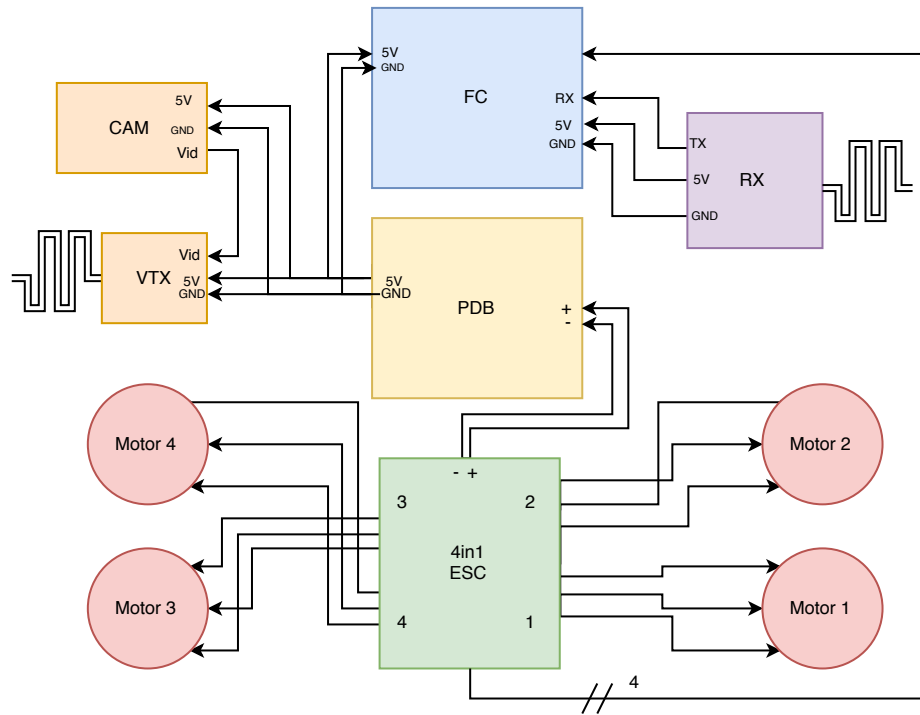 5V
GND
FC
RX
5V
GND
5V
CAM
GND
Vid
TX
5V
RX
GND
Vid
VTX
5V
GND
5V
GND
PDB
+
-
Motor 4
Motor 2
- +
3
2
4in1
ESC
Motor 3
Motor 1
4
1
4